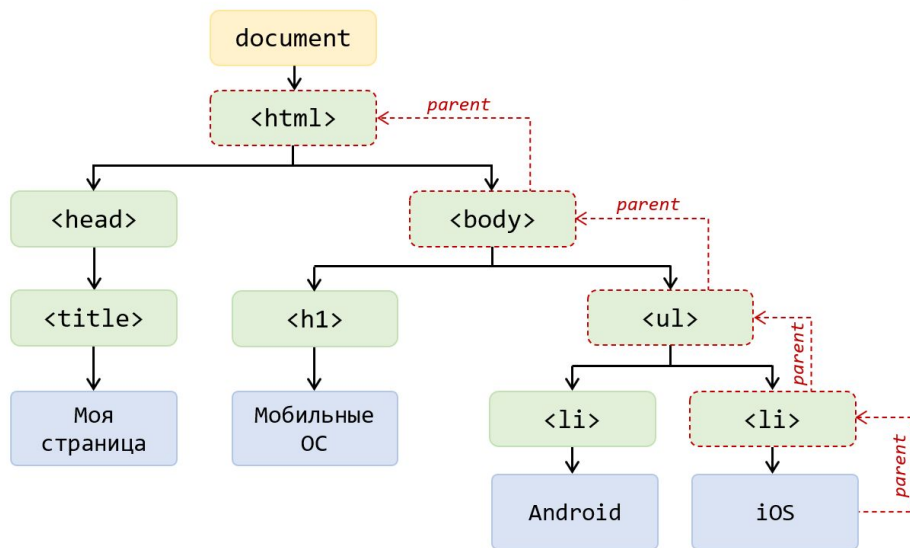 document
<html>
parent
<head>
<body>
parent
<title>
<h1>
<ul>
parent
Моя
страница
Мобильные
ОС
<li>
<li>
parent
Android
iOS